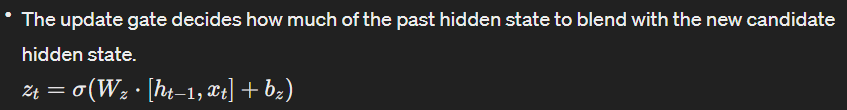 • The update gate decides how much of the past hidden state to blend with the new candidate
hidden state.
zₜ = σ(W_z · [hₜ₋₁, xₜ] + b_z)